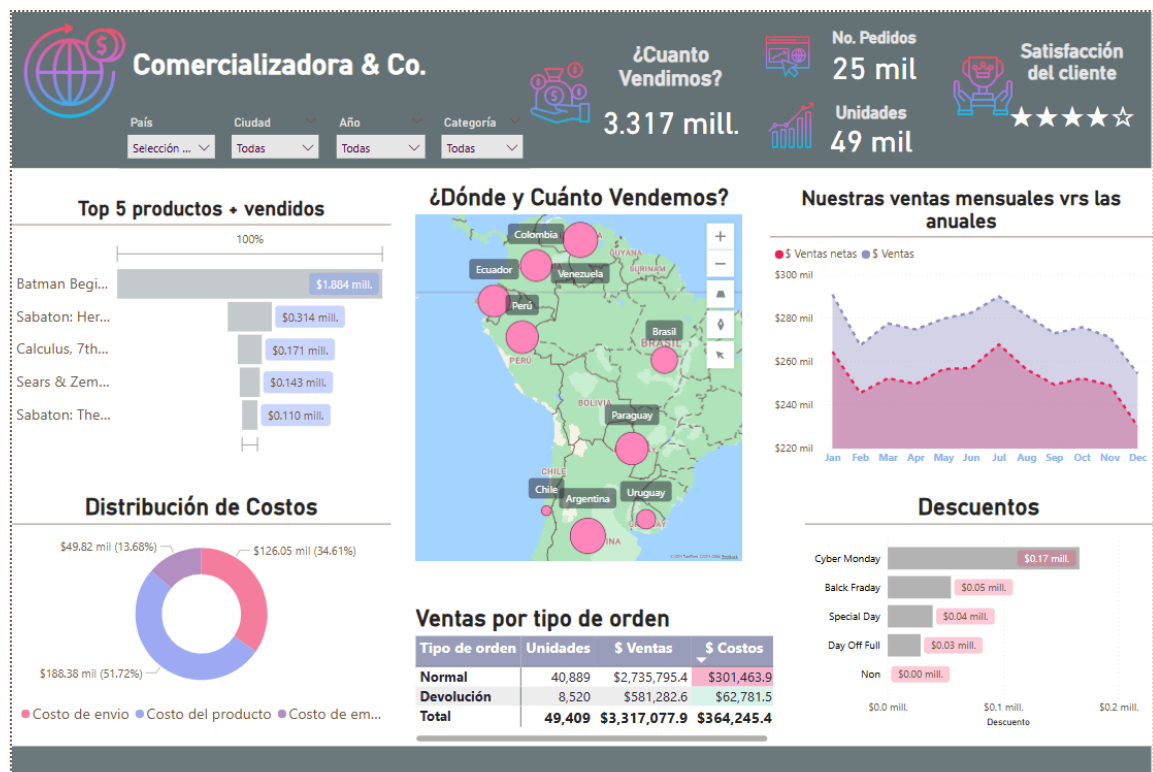 Comercializadora & Co.
País
Ciudad
Año
Categoría
Selección ...
Todas
Todas
Todas
¿Cuanto
Vendimos?
3.317 mill.
No. Pedidos
25 mil
Unidades
49 mil
Satisfacción
del cliente
★★★★☆
Top 5 productos + vendidos
100%
Batman Begi...
$1.884 mill.
Sabaton: Her...
$0.314 mill.
Calculus, 7th...
$0.171 mill.
Sears & Zem...
$0.143 mill.
Sabaton: The...
$0.110 mill.
¿Dónde y Cuánto Vendemos?
Colombia
GUYANA
Ecuador
Venezuela
SURINAM
Perú
PERÚ
Brasil
BRASIL
BOLIVIA
Paraguay
CHILE
Chile
Argentina
Uruguay
Nuestras ventas mensuales vrs las
anuales
$ Ventas netas
$ Ventas
$300 mil
$280 mil
$260 mil
$240 mil
$220 mil
Jan Feb Mar Apr May Jun Jul Aug Sep Oct Nov Dec
Distribución de Costos
$49.82 mil (13.68%)
$126.05 mil (34.61%)
$188.38 mil (51.72%)
Costo de envio
Costo del producto
Costo de em...
Ventas por tipo de orden
Tipo de orden Unidades $ Ventas $ Costos
Normal 40,889 $2,735,795.4 $301,463.9
Devolución 8,520 $581,282.6 $62,781.5
Total 49,409 $3,317,077.9 $364,245.4
Descuentos
Cyber Monday $0.17 mill.
Balck Fraday $0.05 mill.
Special Day $0.04 mill.
Day Off Full $0.03 mill.
Non $0.00 mill.
$0.0 mill. $0.1 mill. $0.2 mill.
Descuento